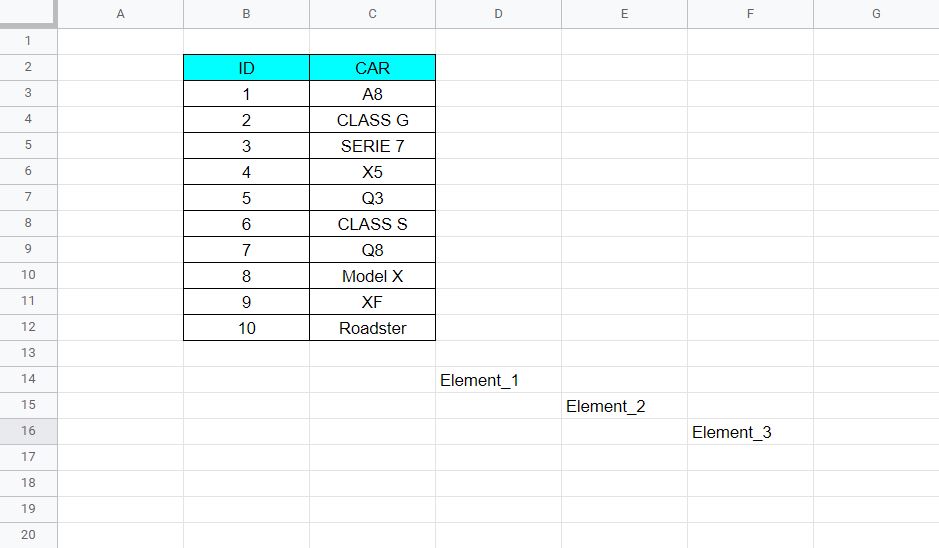 A B C D E F G
1
2 ID CAR
3 1 A8
4 2 CLASS G
5 3 SERIE 7
6 4 X5
7 5 Q3
8 6 CLASS S
9 7 Q8
10 8 Model X
11 9 XF
12 10 Roadster
13
14 Element_1
15 Element_2
16 Element_3
17
18
19
20